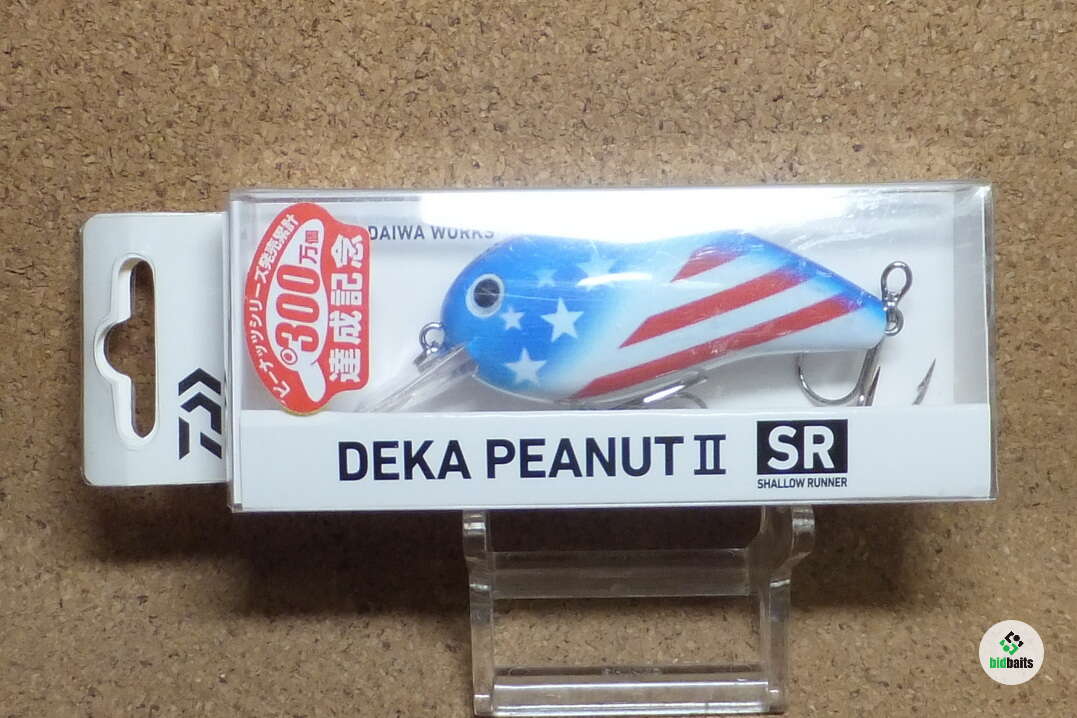 DAIWA WORKS
ピーナッツシリーズ発売累計
300万個
達成記念
DEKA PEANUT II
SR
SHALLOW RUNNER
bidbaits